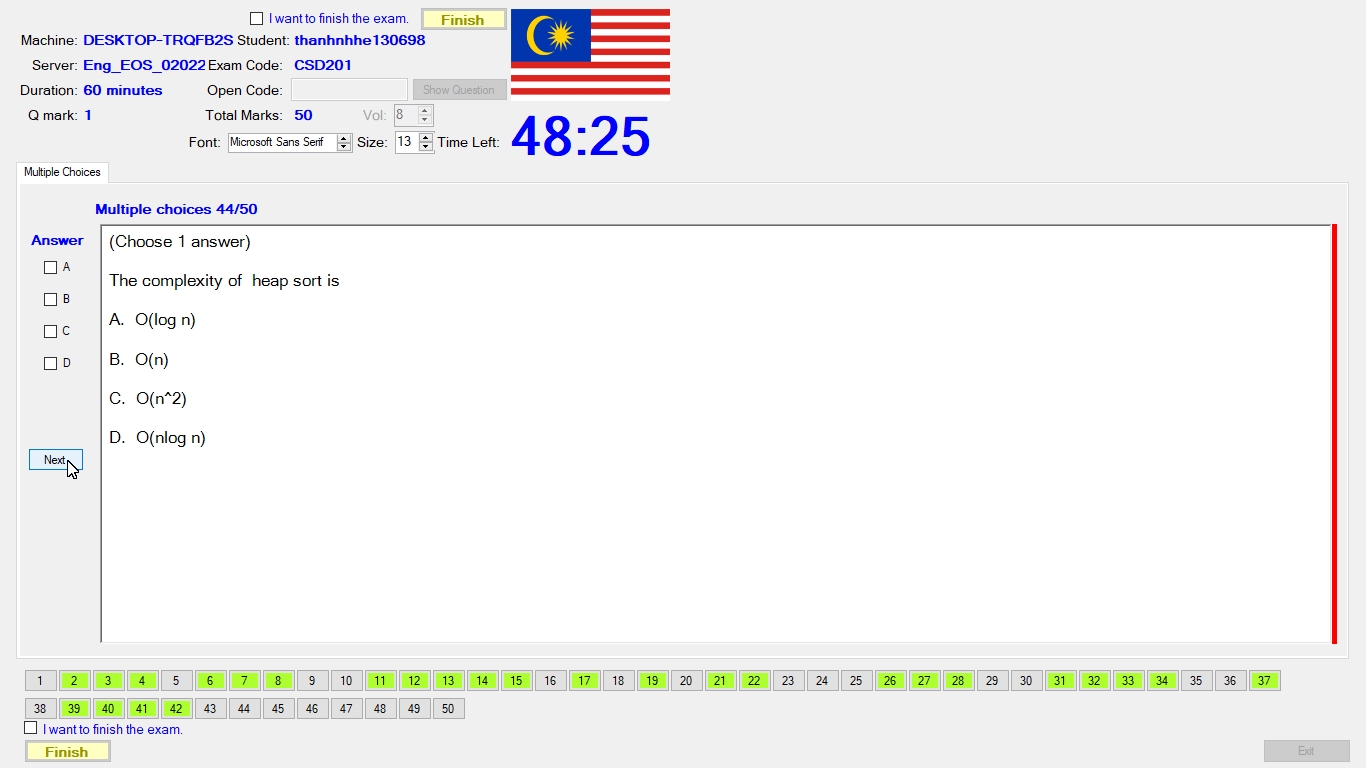 I want to finish the exam. Finish
Machine: DESKTOP-TRQFB2S Student: thanhnhhe130698
Server: Eng_EOS_02022 Exam Code: CSD201
Duration: 60 minutes Open Code: Show Question
Q mark: 1 Total Marks: 50 Vol: 8
Font: Microsoft Sans Serif Size: 13 Time Left: 48:25
Multiple Choices
Multiple choices 44/50
Answer
(Choose 1 answer)
A
The complexity of heap sort is
B
A. O(log n)
C
B. O(n)
D
C. O(n^2)
D. O(nlog n)
Next
1 2 3 4 5 6 7 8 9 10 11 12 13 14 15 16 17 18 19 20 21 22 23 24 25 26 27 28 29 30 31 32 33 34 35 36 37
38 39 40 41 42 43 44 45 46 47 48 49 50
I want to finish the exam.
Finish Exit